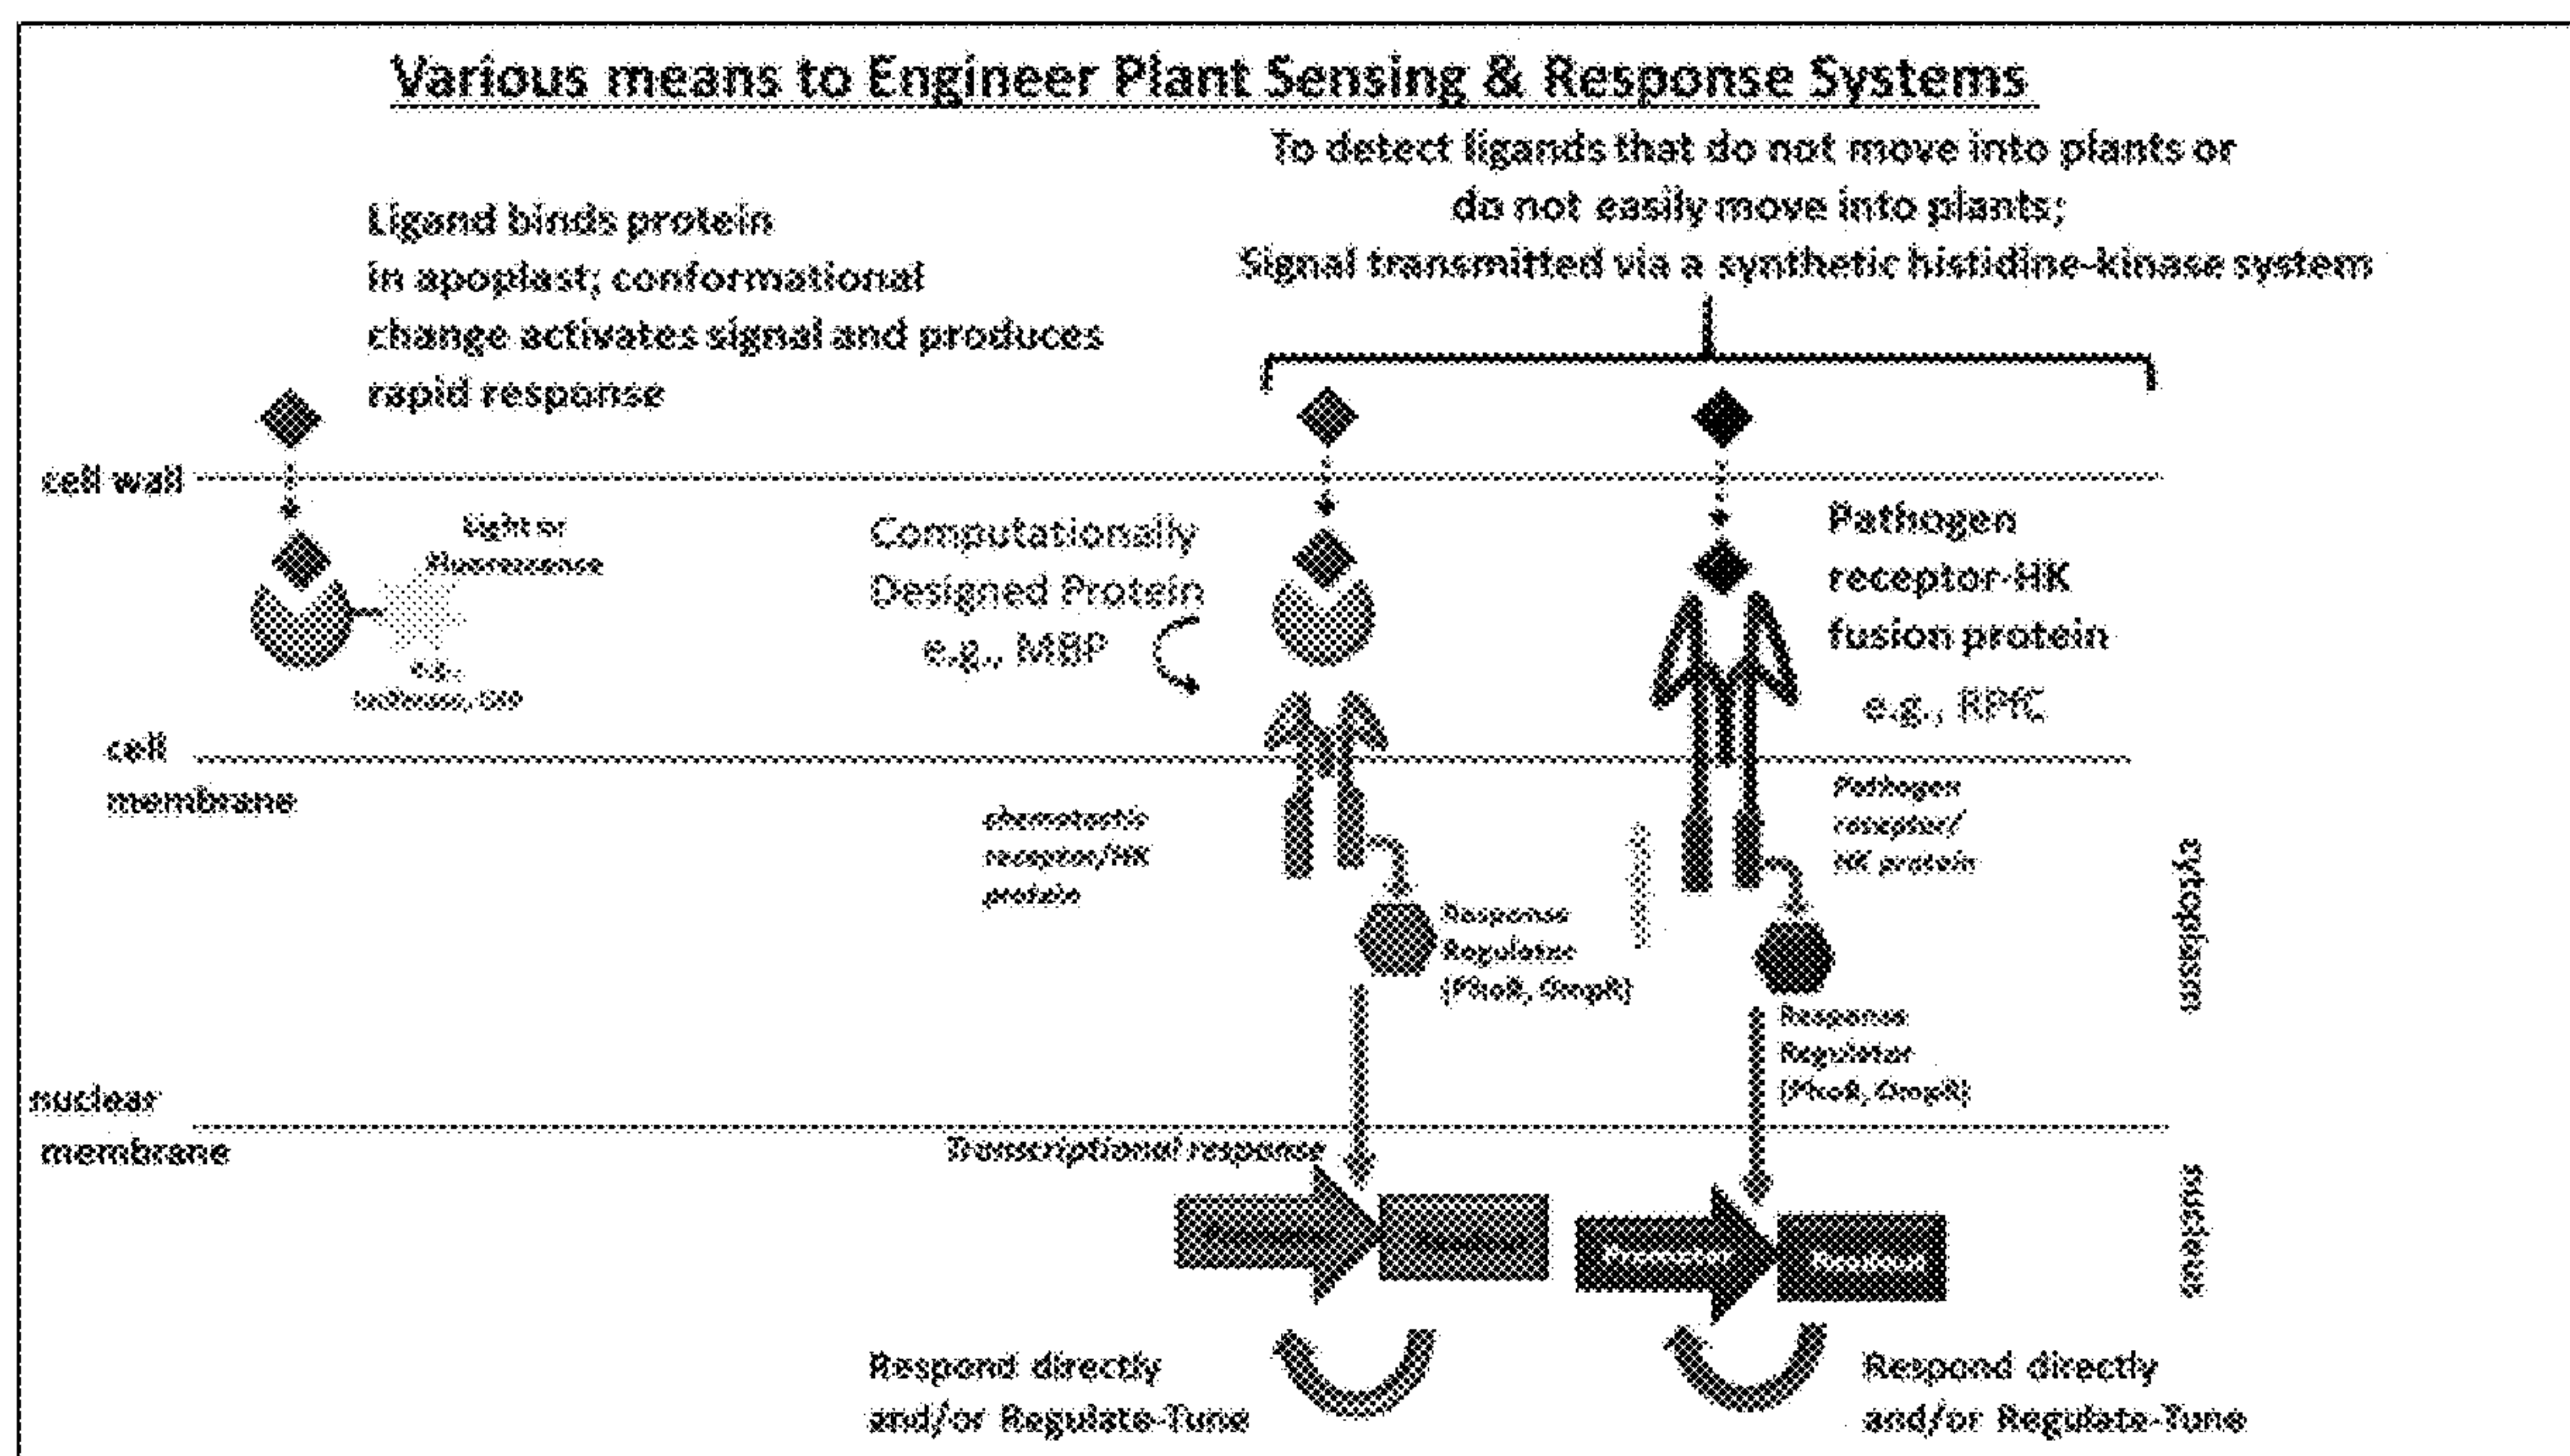 Various means to Engineer Plant Sensing & Response Systems
To detect ligands that do not move into plants or
do not easily move into plants;
Signal transmitted via a synthetic histidine-kinase system
Ligand binds protein
in apoplast; conformational
change activates signal and produces
rapid response
cell wall
Light or
Fluorescence
e.g.,
luciferase, GFP
Computationally
Designed Protein
e.g., MBP
Pathogen
receptor-HK
fusion protein
e.g., RPfC
cell
membrane
chemotactic
receptor/HK
protein
Pathogen
receptor/
HK protein
cytoplasm
Response
Regulator
(PhoB, OmpR)
Response
Regulator
(PhoB, OmpR)
nuclear
membrane
Transcriptional response
Promoter
nuclear
Respond directly
and/or Regulate-Tune
Respond directly
and/or Regulate-Tune